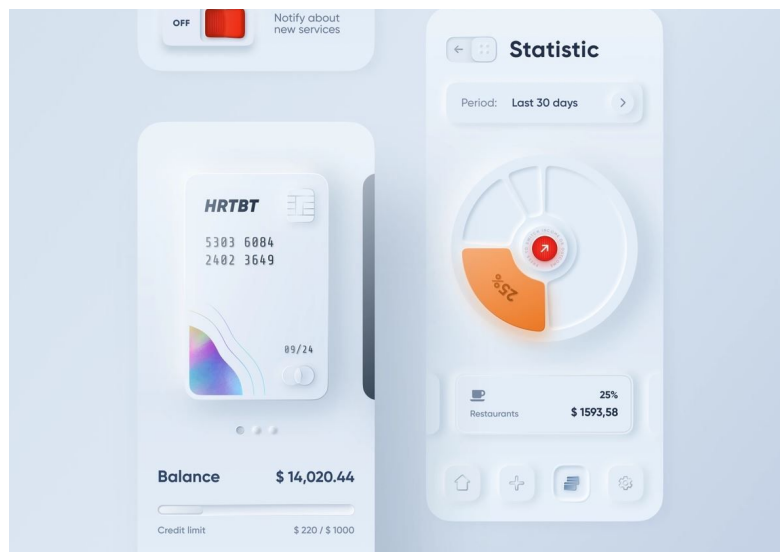 OFF
Notify about
new services
HRTBT
5303 6084
2402 3649
09/24
Balance
$ 14,020.44
Credit limit
$ 220 / $ 1000
Statistic
Period:
Last 30 days
25%
25%
Restaurants
$ 1593,58